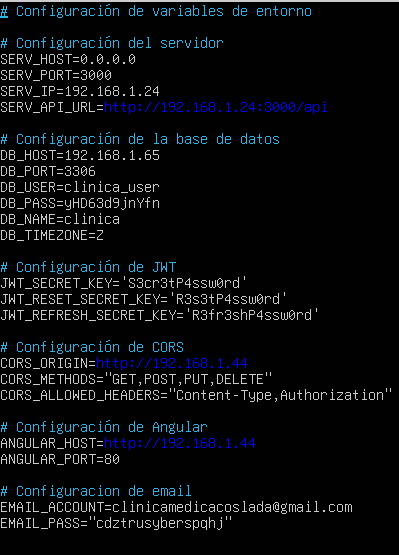 # Configuración de variables de entorno
# Configuración del servidor
SERV_HOST=0.0.0.0
SERV_PORT=3000
SERV_IP=192.168.1.24
SERV_API_URL=http://192.168.1.24:3000/api
# Configuración de la base de datos
DB_HOST=192.168.1.65
DB_PORT=3306
DB_USER=clinica_user
DB_PASS=yHD63d9jnYfn
DB_NAME=clinica
DB_TIMEZONE=Z
# Configuración de JWT
JWT_SECRET_KEY='S3cr3tP4ssw0rd'
JWT_RESET_SECRET_KEY='R3s3tP4ssw0rd'
JWT_REFRESH_SECRET_KEY='R3fr3shP4ssw0rd'
# Configuración de CORS
CORS_ORIGIN=http://192.168.1.44
CORS_METHODS="GET,POST,PUT,DELETE"
CORS_ALLOWED_HEADERS="Content-Type,Authorization"
# Configuración de Angular
ANGULAR_HOST=http://192.168.1.44
ANGULAR_PORT=80
# Configuracion de email
EMAIL_ACCOUNT=clinicamedicacoslada@gmail.com
EMAIL_PASS="cdztrusyberspqhj"